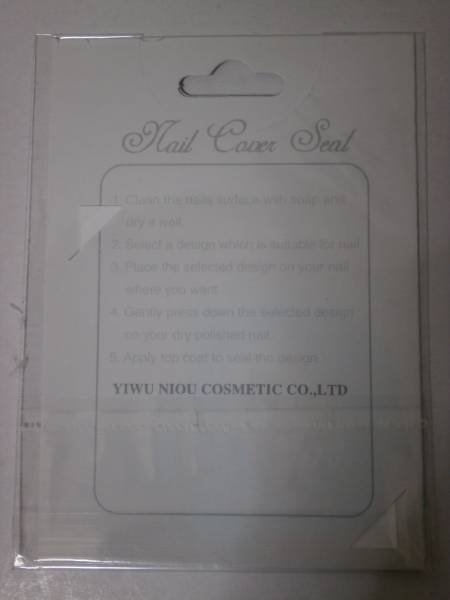 Nail Cover Seal
1. Clean the nails surface with soap and
dry it well.
2. Select a design which is suitable for nail.
3. Place the selected design on your nail
where you want.
4. Gently press down the selected design
on your dry polished nail.
5. Apply top coat to seal the design.
YIWU NIOU COSMETIC CO.,LTD